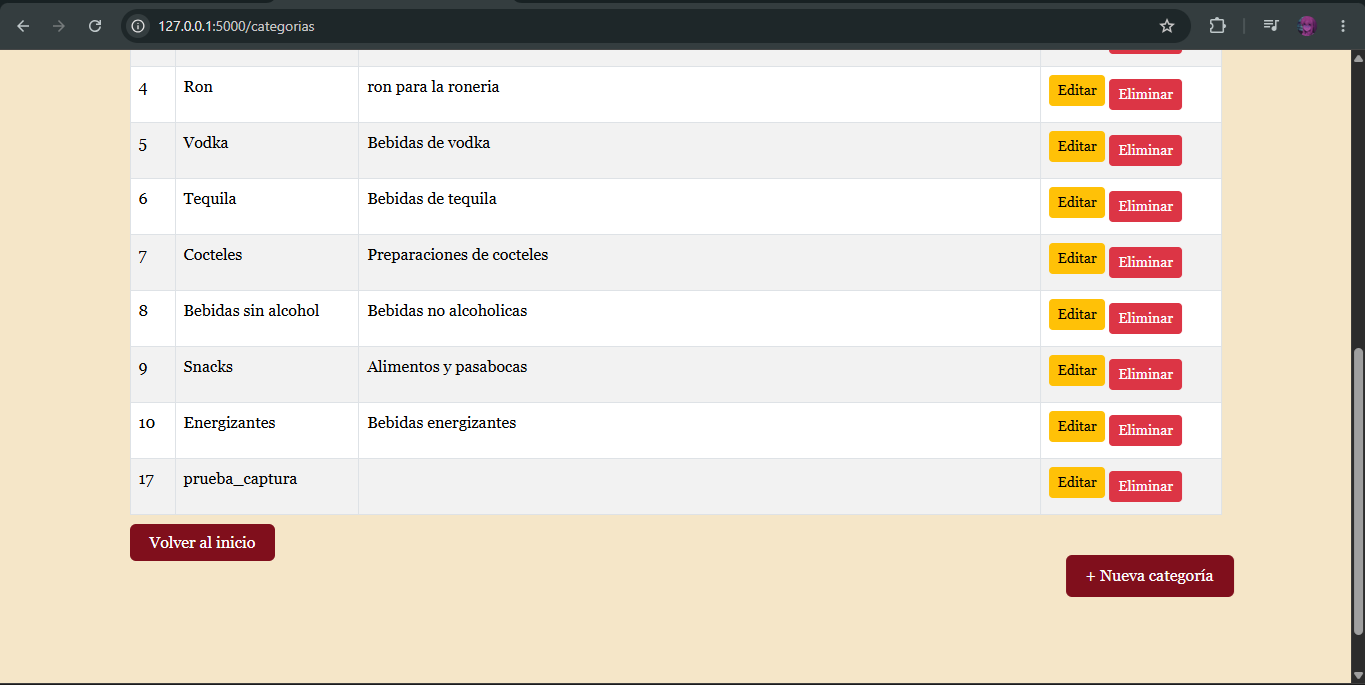 127.0.0.1:5000/categorias
4 Ron ron para la roneria Editar Eliminar
5 Vodka Bebidas de vodka Editar Eliminar
6 Tequila Bebidas de tequila Editar Eliminar
7 Cocteles Preparaciones de cocteles Editar Eliminar
8 Bebidas sin alcohol Bebidas no alcoholicas Editar Eliminar
9 Snacks Alimentos y pasabocas Editar Eliminar
10 Energizantes Bebidas energizantes Editar Eliminar
17 prueba_captura Editar Eliminar
Volver al inicio
+ Nueva categoría